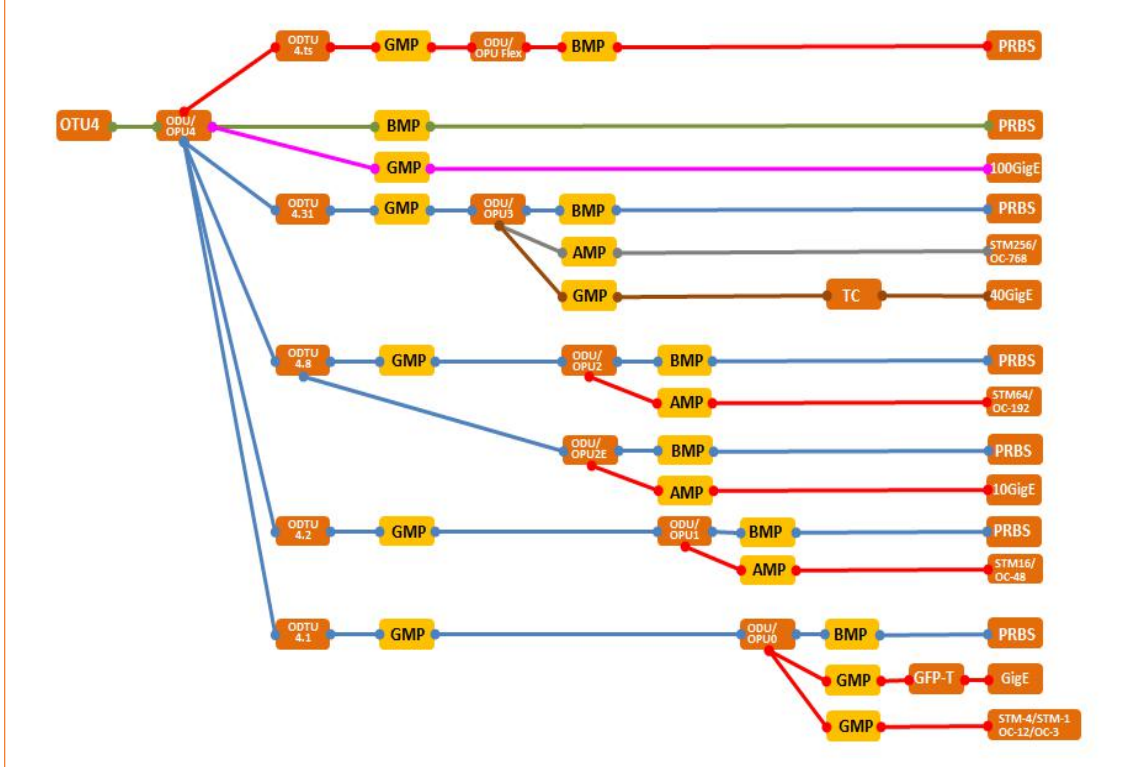 ODTU
4.ts
GMP
ODU/
OPU Flex
BMP
PRBS
OTU4
ODU/
OPU4
BMP
PRBS
GMP
100GigE
ODTU
4.31
GMP
ODU/
OPU3
BMP
PRBS
AMP
STM256/
OC-768
GMP
TC
40GigE
ODTU
4.8
GMP
ODU/
OPU2
BMP
PRBS
AMP
STM64/
OC-192
ODU/
OPU2E
BMP
PRBS
AMP
10GigE
ODTU
4.2
GMP
ODU/
OPU1
BMP
PRBS
AMP
STM16/
OC-48
ODTU
4.1
GMP
ODU/
OPU0
BMP
PRBS
GMP
GFP-T
GigE
GMP
STM-4/STM-1
OC-12/OC-3